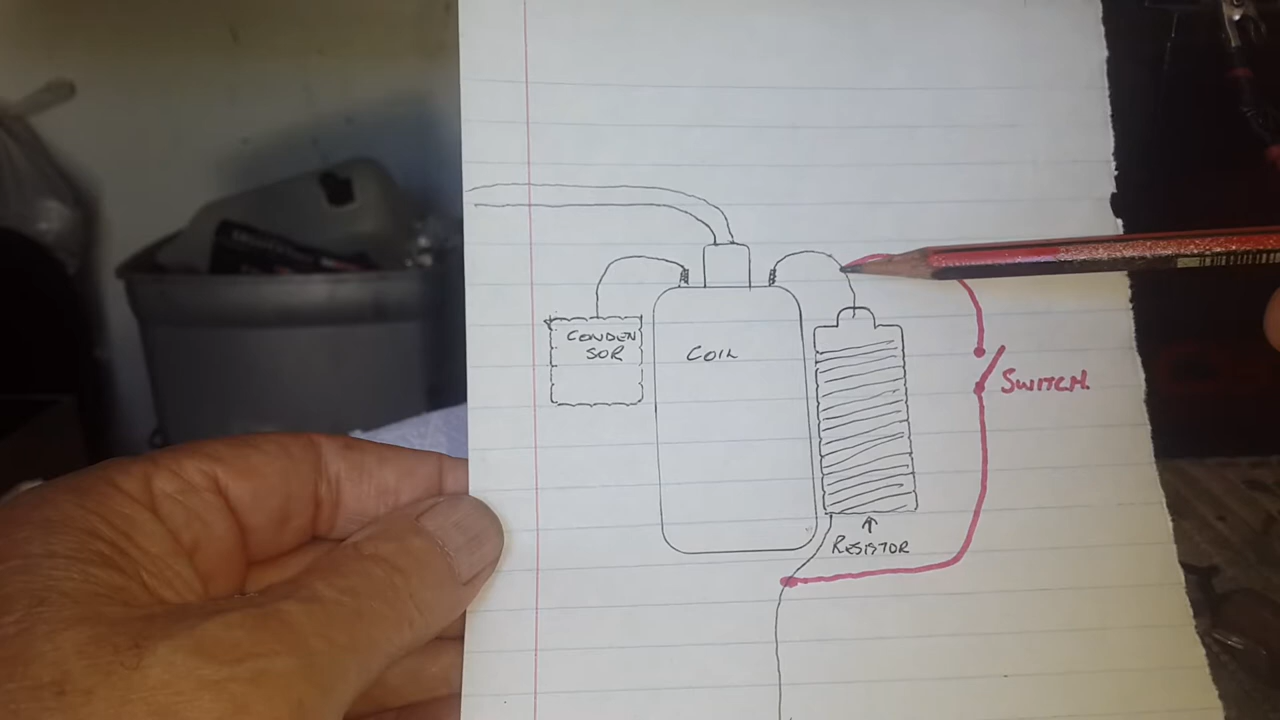 CONDEN
SOR
COIL
SWITCH.
RESISTOR